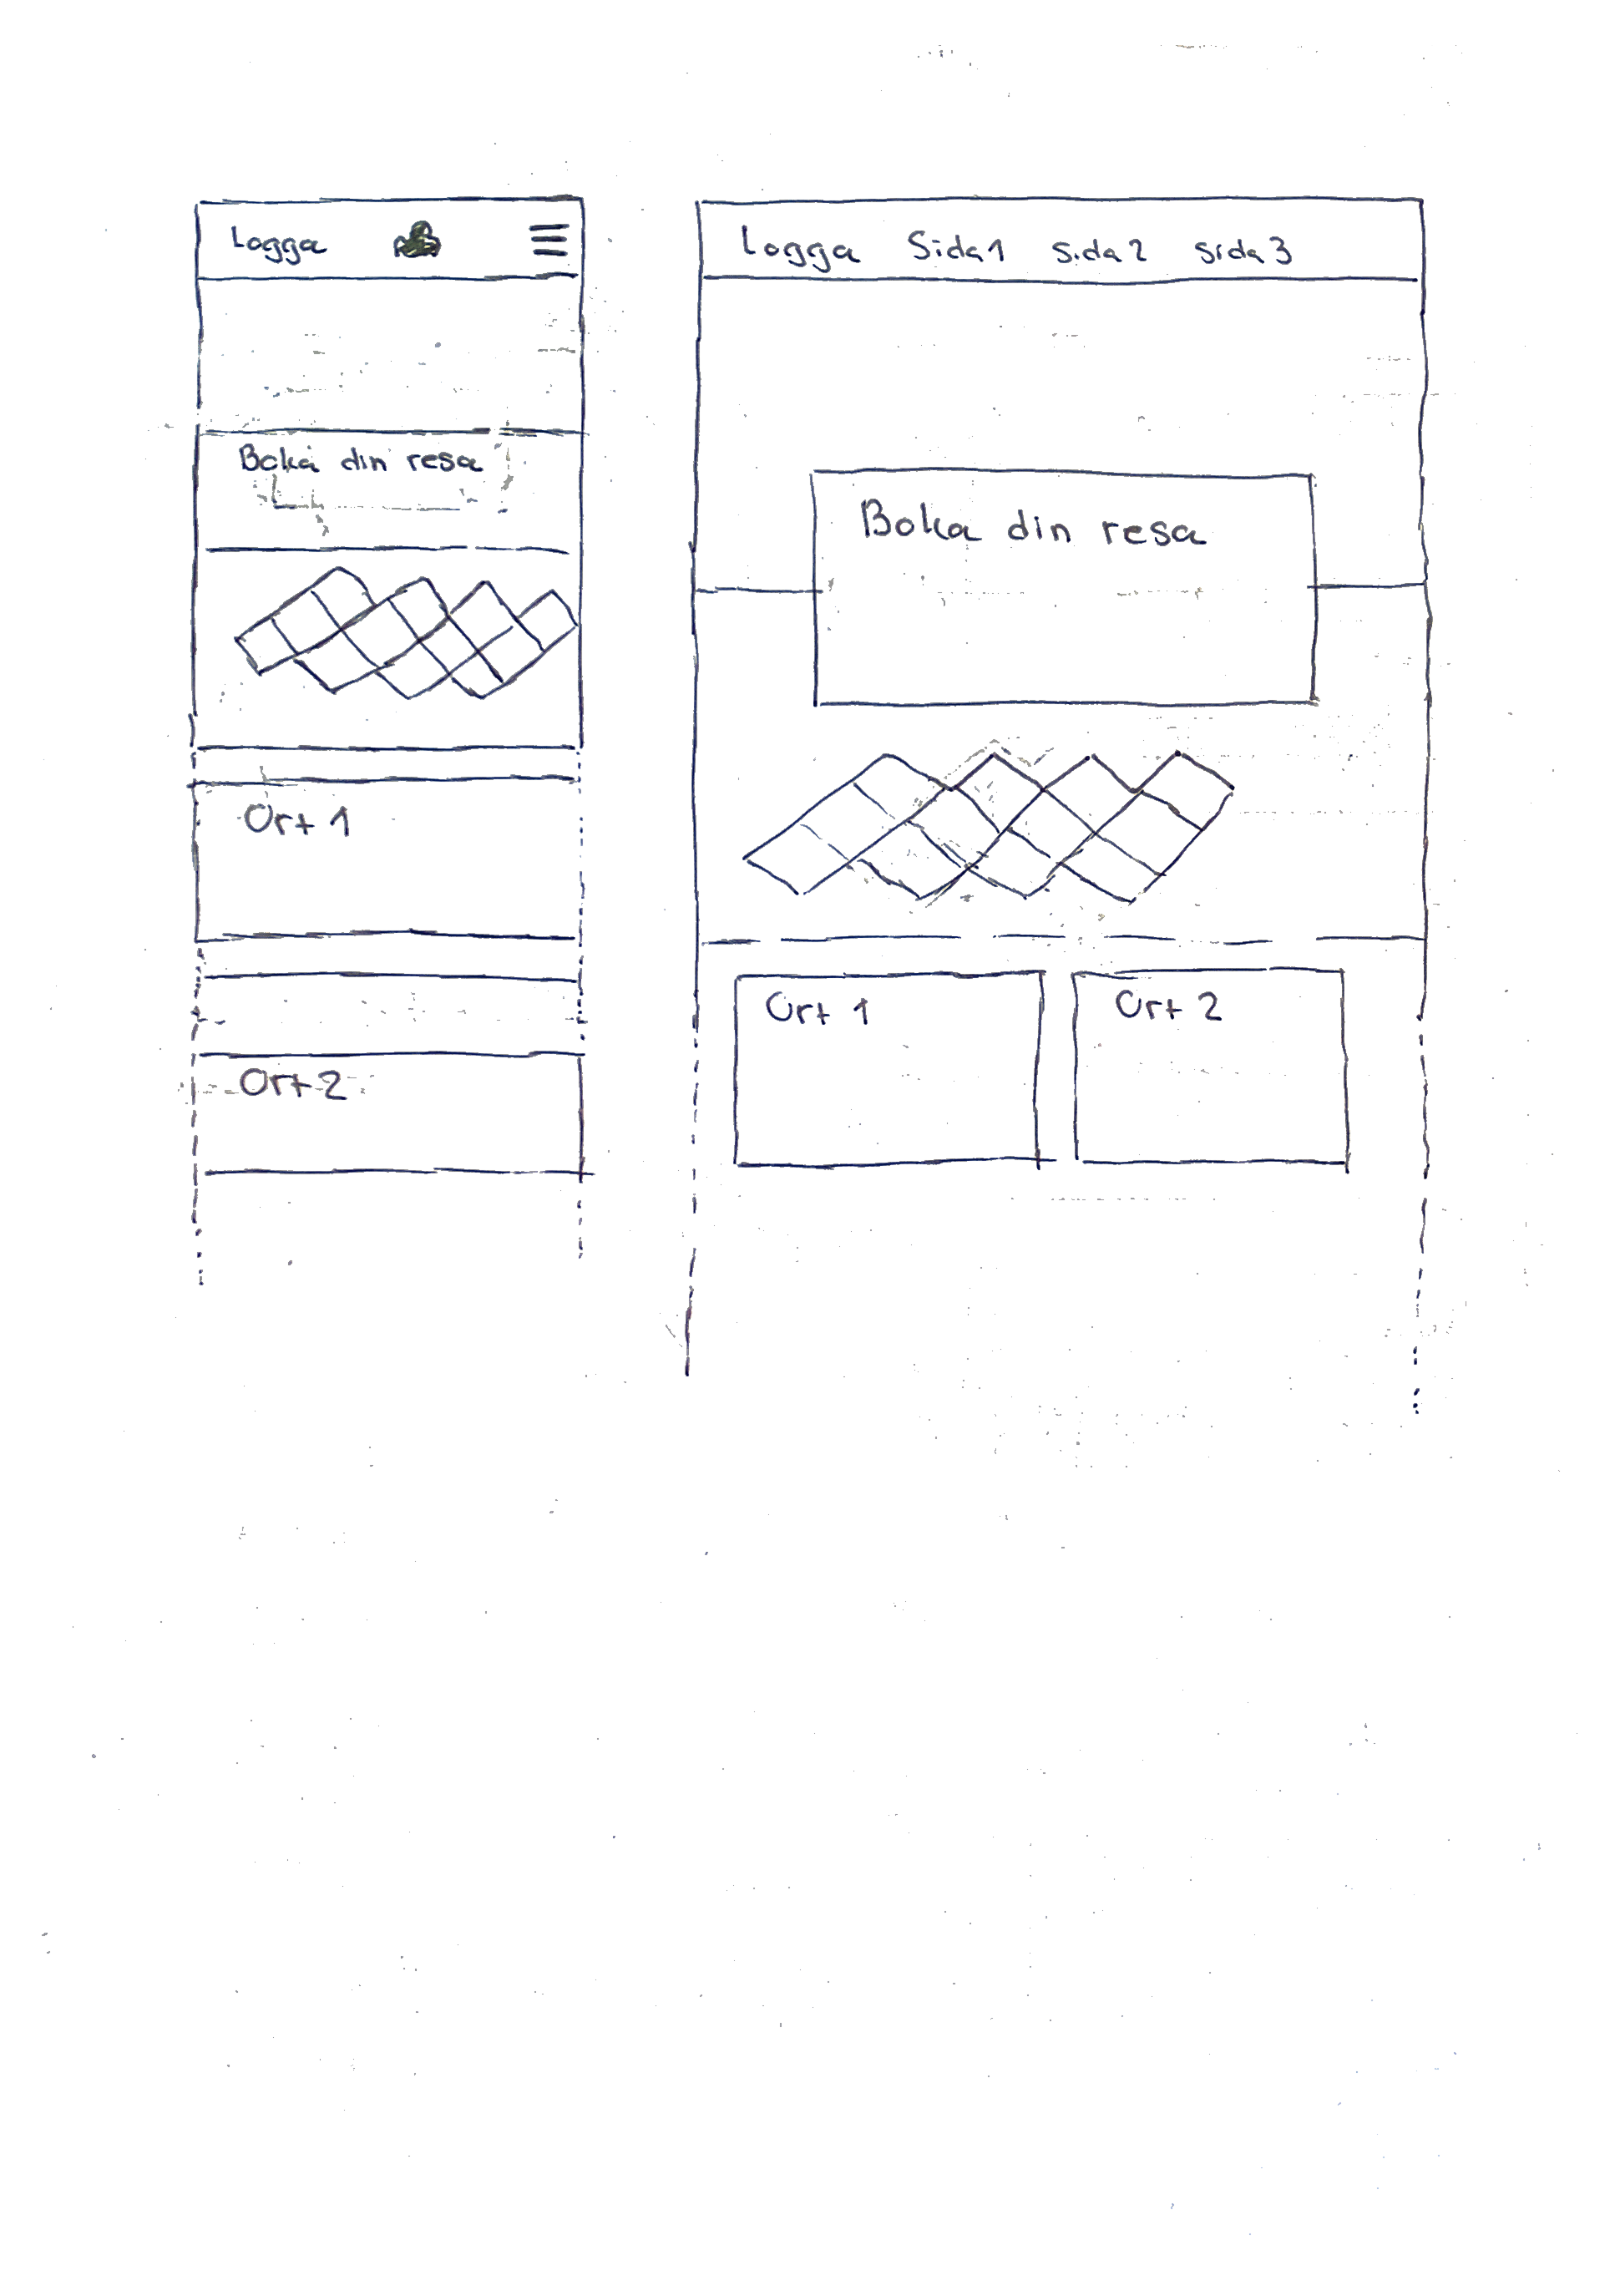 Logga
Boka din resa
Ort 1
Ort 2
Logga Sida 1 Sida 2 Sida 3
Boka din resa
Ort 1 Ort 2